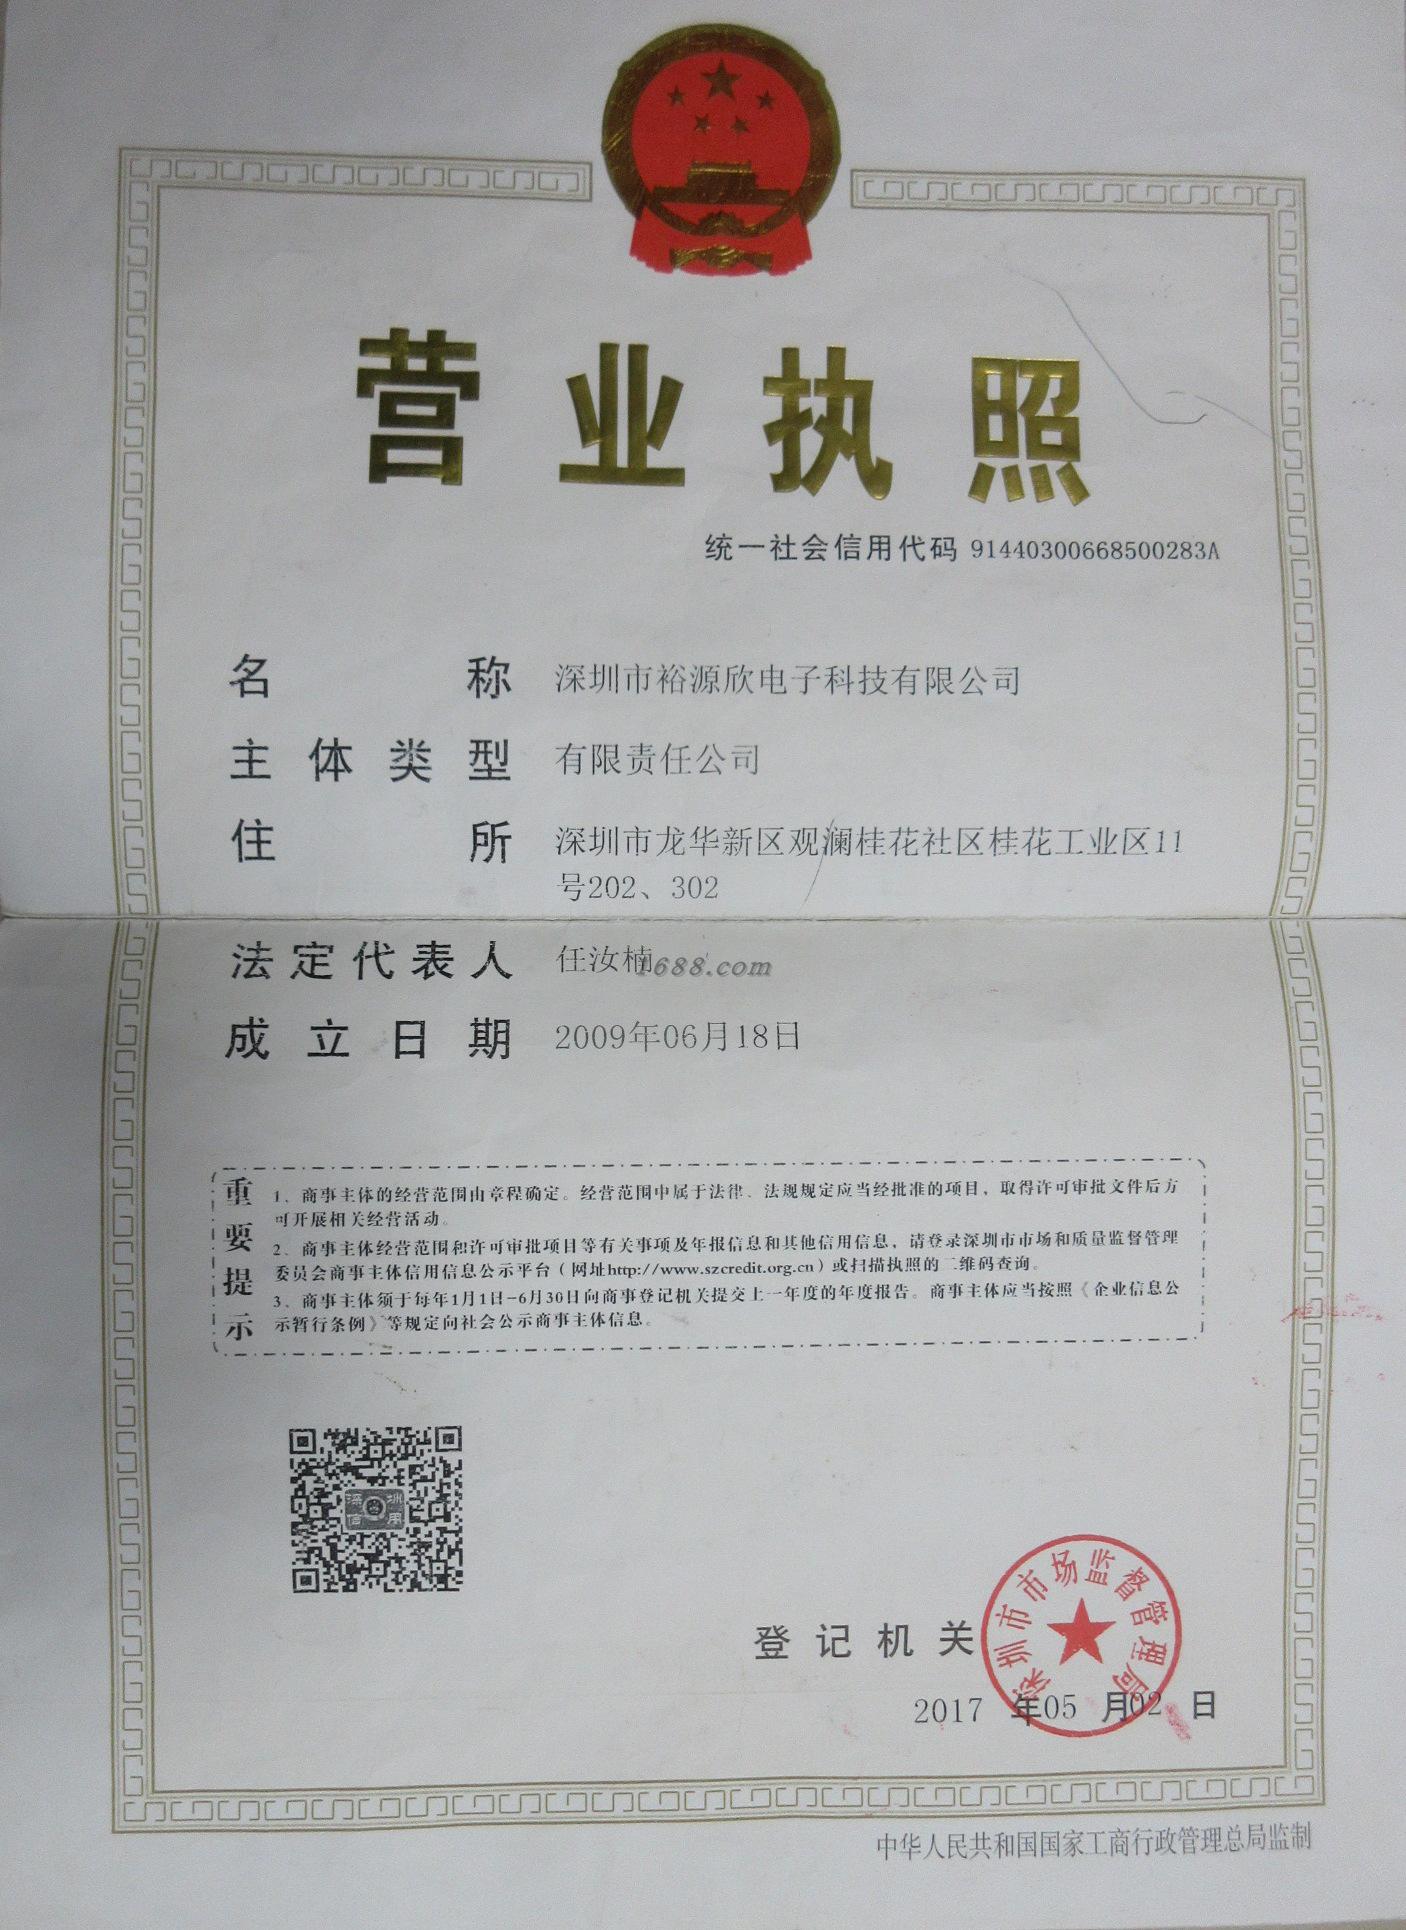 营业执照
统一社会信用代码 91440300668500283A
名称 深圳市裕源欣电子科技有限公司
主体类型 有限责任公司
住所 深圳市龙华新区观澜桂花社区桂花工业区11
号202、302
法定代表人 任汝楠
1688.com
成立日期 2009年06月18日
重要提示
1、商事主体的经营范围由章程确定。经营范围中属于法律、法规规定应当经批准的项目，取得许可审批文件后方
可开展相关经营活动。
2、商事主体经营范围和许可审批项目等有关事项及年报信息和其他信用信息，请登录深圳市市场和质量监督管理
委员会商事主体信用信息公示平台（网址http://www.szcredit.org.cn）或扫描执照的二维码查询。
3、商事主体须于每年1月1日-6月30日向商事登记机关提交上一年度的年度报告。商事主体应当按照《企业信息公
示暂行条例》等规定向社会公示商事主体信息。
深圳
信用
登记机关
深圳市市场监督管理局
2017 年05 月02 日
中华人民共和国国家工商行政管理总局监制